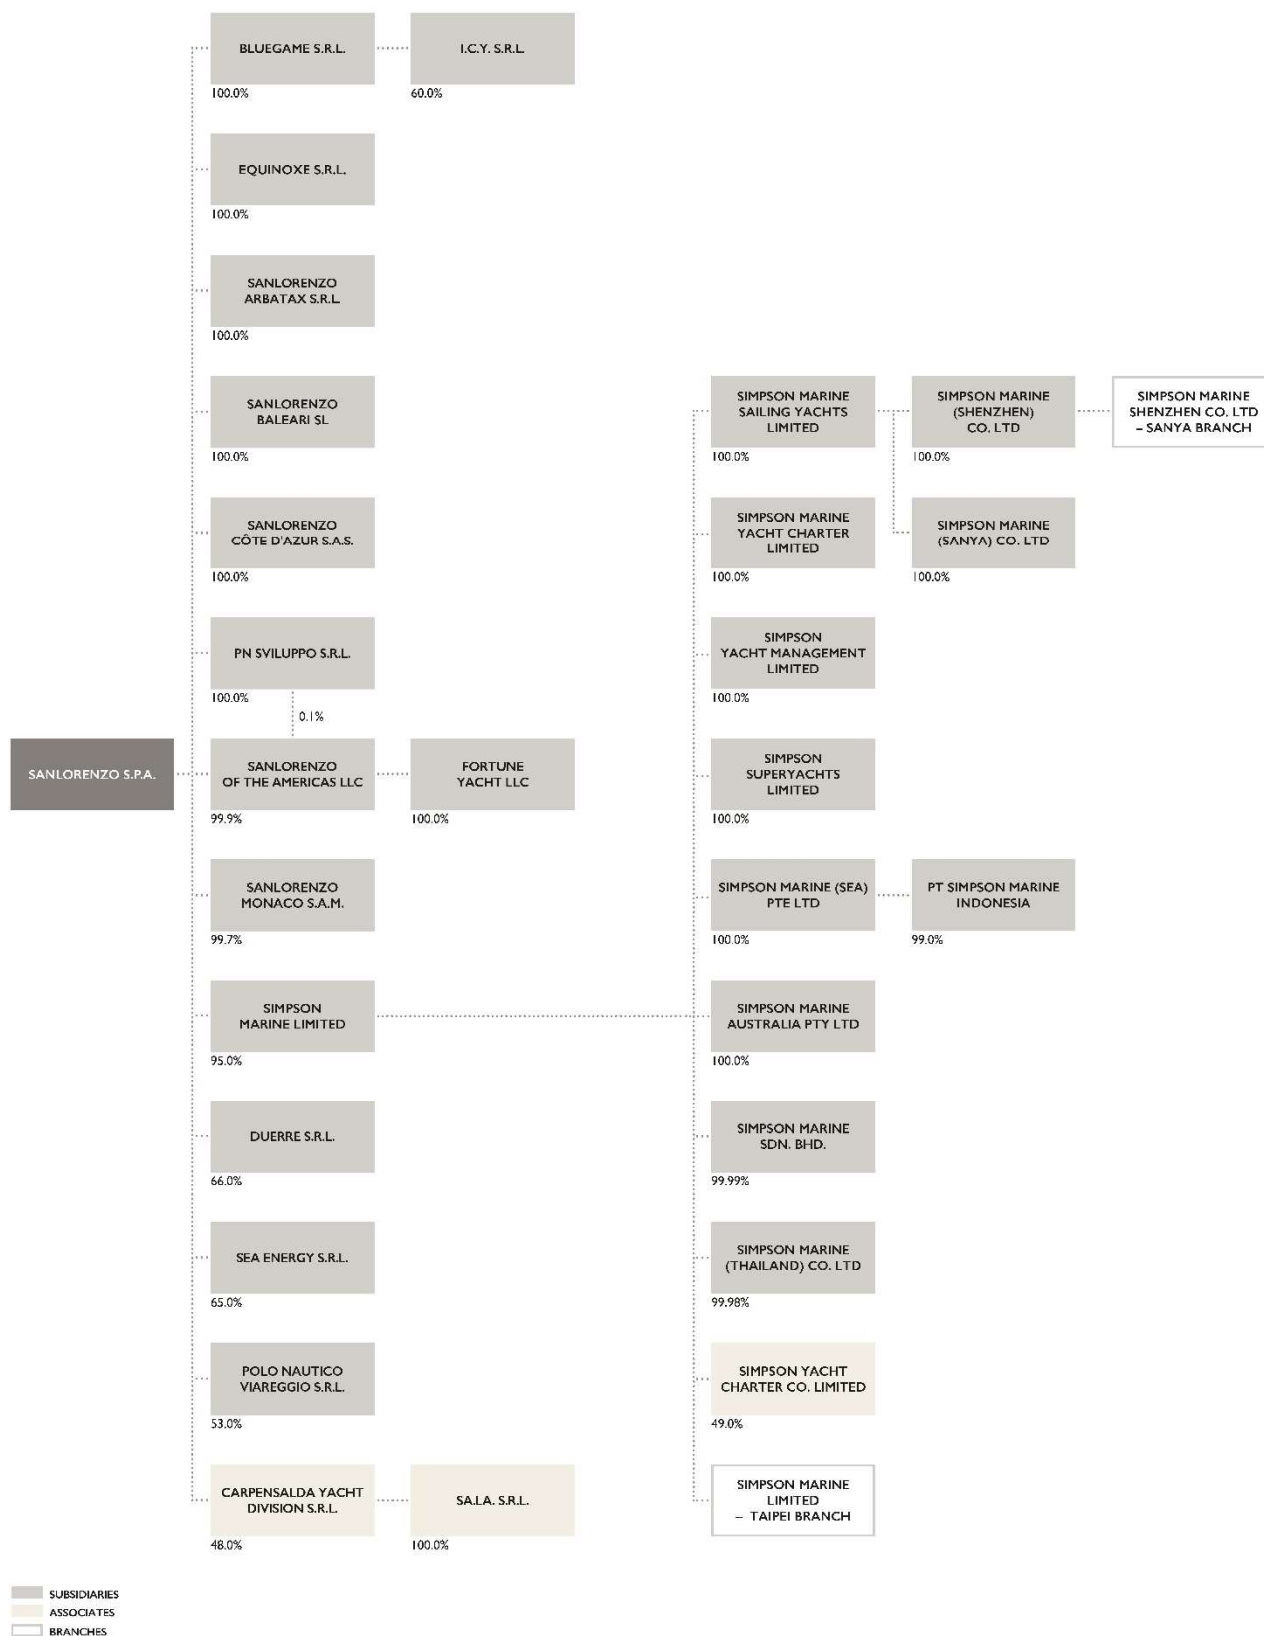 BLUEGAME S.R.L.
I.C.Y. S.R.L.
100.0%
60.0%
EQUINOXE S.R.L.
100.0%
SANLORENZO
ARBATAX S.R.L.
100.0%
SANLORENZO
BALEARI SL
100.0%
SIMPSON MARINE
SAILING YACHTS
LIMITED
100.0%
SIMPSON MARINE
(SHENZHEN)
CO. LTD
100.0%
SIMPSON MARINE
SHENZHEN CO. LTD
– SANYA BRANCH
SANLORENZO
CÔTE D'AZUR S.A.S.
100.0%
SIMPSON MARINE
YACHT CHARTER
LIMITED
100.0%
SIMPSON MARINE
(SANYA) CO. LTD
100.0%
PN SVILUPPO S.R.L.
100.0%
0.1%
SIMPSON
YACHT MANAGEMENT
LIMITED
100.0%
SANLORENZO S.P.A.
SANLORENZO
OF THE AMERICAS LLC
99.9%
FORTUNE
YACHT LLC
100.0%
SIMPSON
SUPERYACHTS
LIMITED
100.0%
SANLORENZO
MONACO S.A.M.
99.7%
SIMPSON MARINE (SEA)
PTE LTD
100.0%
PT SIMPSON MARINE
INDONESIA
99.0%
SIMPSON
MARINE LIMITED
95.0%
SIMPSON MARINE
AUSTRALIA PTY LTD
100.0%
DUERRE S.R.L.
66.0%
SIMPSON MARINE
SDN. BHD.
99.99%
SEA ENERGY S.R.L.
65.0%
SIMPSON MARINE
(THAILAND) CO. LTD
99.98%
POLO NAUTICO
VIAREGGIO S.R.L.
53.0%
SIMPSON YACHT
CHARTER CO. LIMITED
49.0%
CARPENSALDA YACHT
DIVISION S.R.L.
48.0%
SA.LA. S.R.L.
100.0%
SIMPSON MARINE
LIMITED
– TAIPEI BRANCH
SUBSIDIARIES
ASSOCIATES
BRANCHES